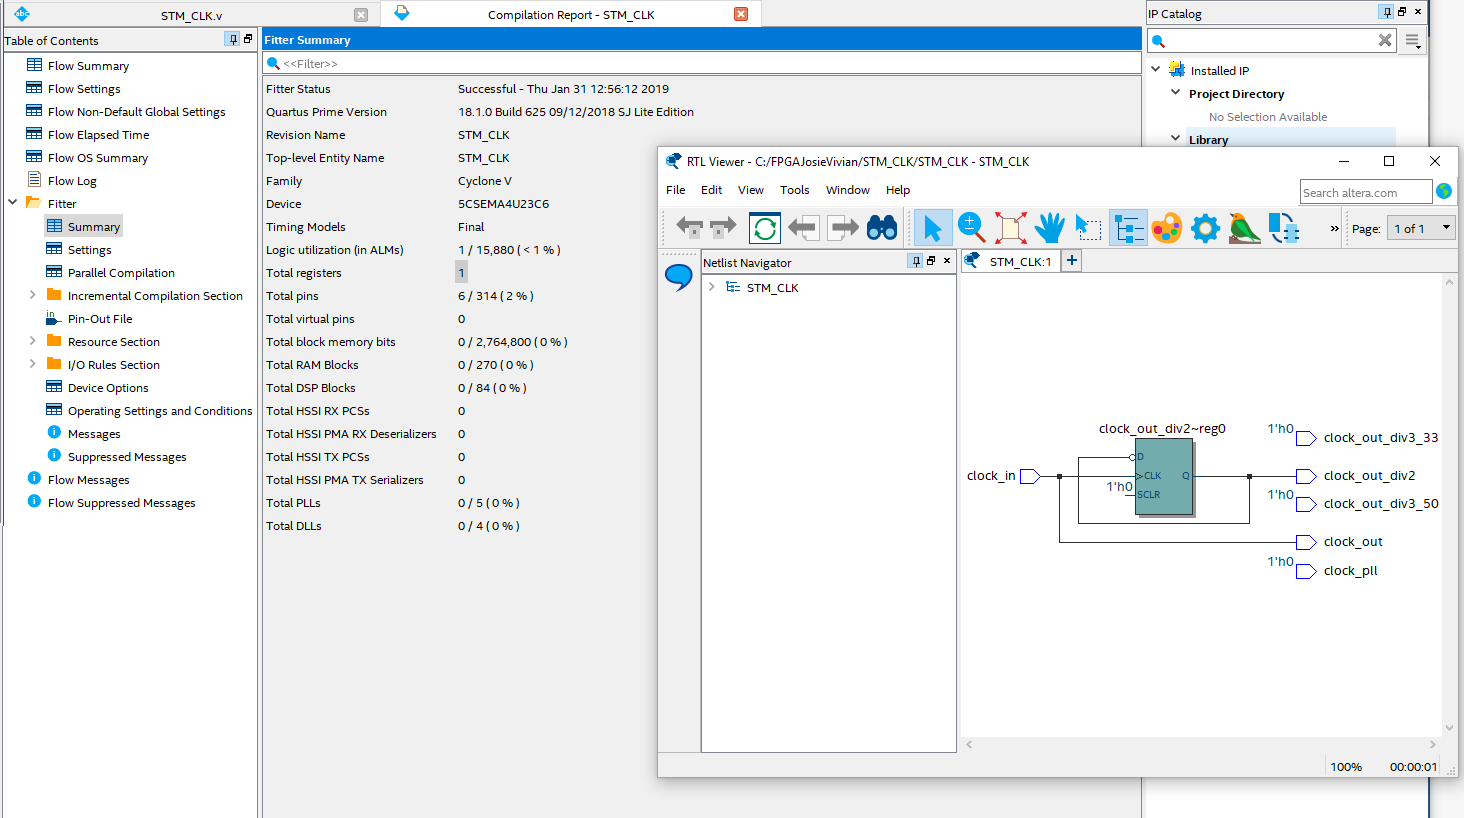 STM_CLK.v
Compilation Report - STM_CLK
Table of Contents
Flow Summary
Flow Settings
Flow Non-Default Global Settings
Flow Elapsed Time
Flow OS Summary
Flow Log
Fitter
Summary
Settings
Parallel Compilation
Incremental Compilation Section
Pin-Out File
Resource Section
I/O Rules Section
Device Options
Operating Settings and Conditions
Messages
Suppressed Messages
Flow Messages
Flow Suppressed Messages
Fitter Summary
<<Filter>>
Fitter Status Successful - Thu Jan 31 12:56:12 2019
Quartus Prime Version 18.1.0 Build 625 09/12/2018 SJ Lite Edition
Revision Name STM_CLK
Top-level Entity Name STM_CLK
Family Cyclone V
Device 5CSEMA4U23C6
Timing Models Final
Logic utilization (in ALMs) 1 / 15,880 ( < 1 % )
Total registers 1
Total pins 6 / 314 ( 2 % )
Total virtual pins 0
Total block memory bits 0 / 2,764,800 ( 0 % )
Total RAM Blocks 0 / 270 ( 0 % )
Total DSP Blocks 0 / 84 ( 0 % )
Total HSSI RX PCSs 0
Total HSSI PMA RX Deserializers 0
Total HSSI TX PCSs 0
Total HSSI PMA TX Serializers 0
Total PLLs 0 / 5 ( 0 % )
Total DLLs 0 / 4 ( 0 % )
IP Catalog
Installed IP
Project Directory
No Selection Available
Library
RTL Viewer - C:/FPGAJosieVivian/STM_CLK/STM_CLK - STM_CLK
File Edit View Tools Window Help
Search altera.com
Page: 1 of 1
Netlist Navigator
STM_CLK
STM_CLK:1
clock_out_div2~reg0
clock_in
D
CLK
Q
1'h0
SCLR
1'h0
clock_out_div3_33
clock_out_div2
1'h0
clock_out_div3_50
clock_out
1'h0
clock_pll
100% 00:00:01